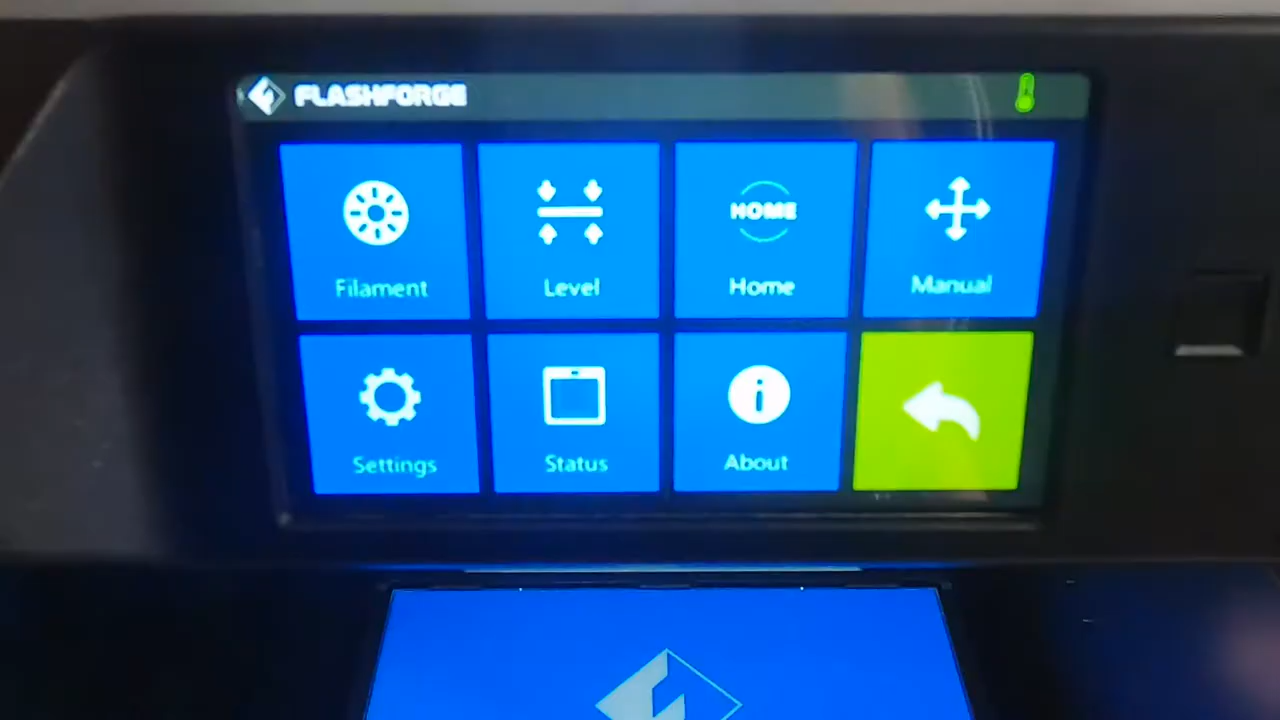 FLASHFORGE
Filament
Level
HOME
Home
Manual
Settings
Status
About